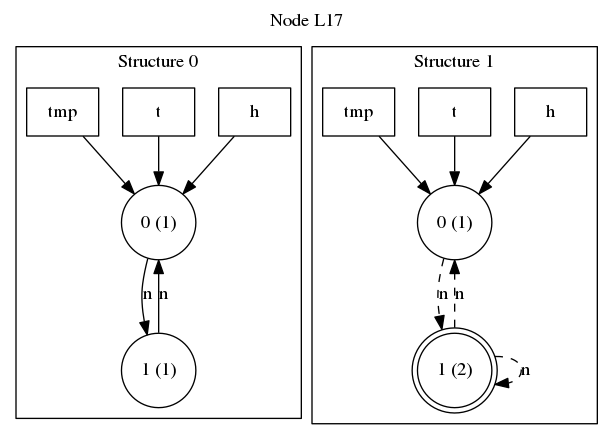 Node L17
Structure 0
Structure 1
tmp
t
h
tmp
t
h
0 (1)
0 (1)
n
n
n
n
1 (1)
1 (2)
n